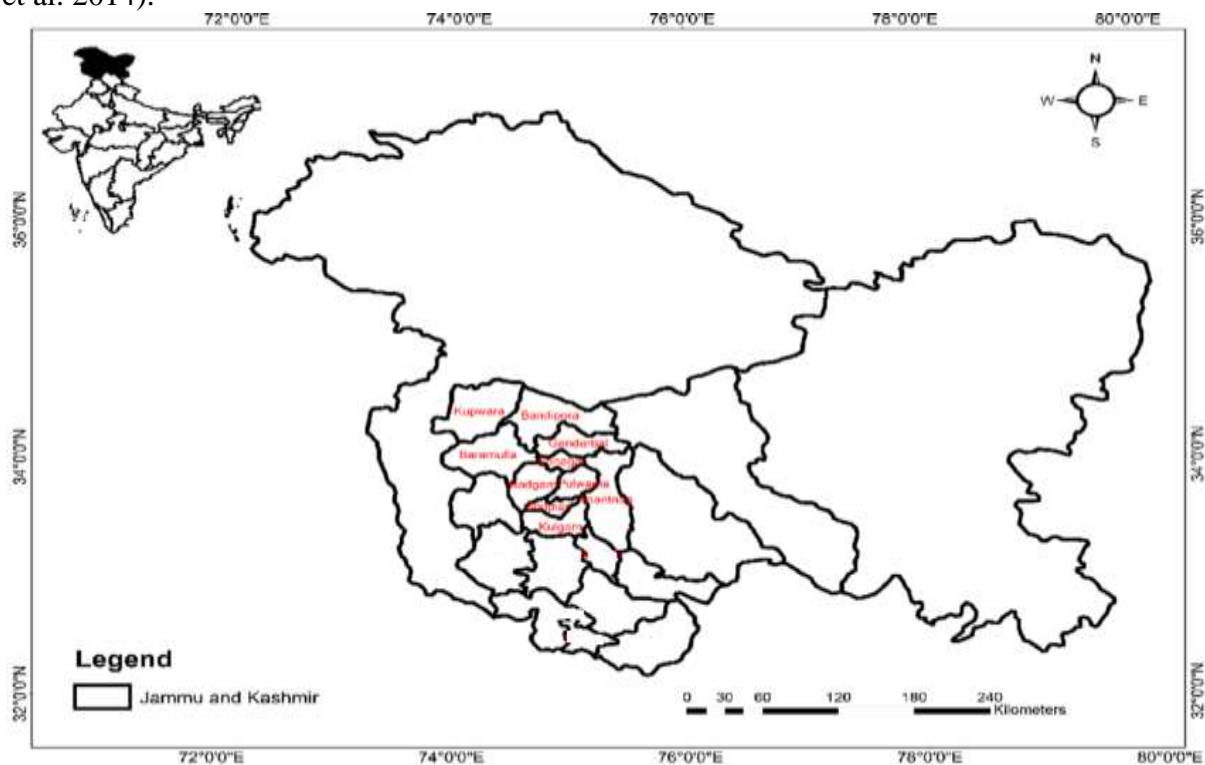 et al. 2014).
72°0'0"E 74°0'0"E 76°0'0"E 78°0'0"E 80°0'0"E
N
W E
S
36°0'0"N 36°0'0"N
Kupwara Bandipora
Ganderbal
Baramulla
34°0'0"N 34°0'0"N
Badgam Pulwama
Anantnag
Kulgam
Legend
Jammu and Kashmir
0 30 60 120 180 240
Kilometers
32°0'0"N 32°0'0"N
72°0'0"E 74°0'0"E 76°0'0"E 78°0'0"E 80°0'0"E